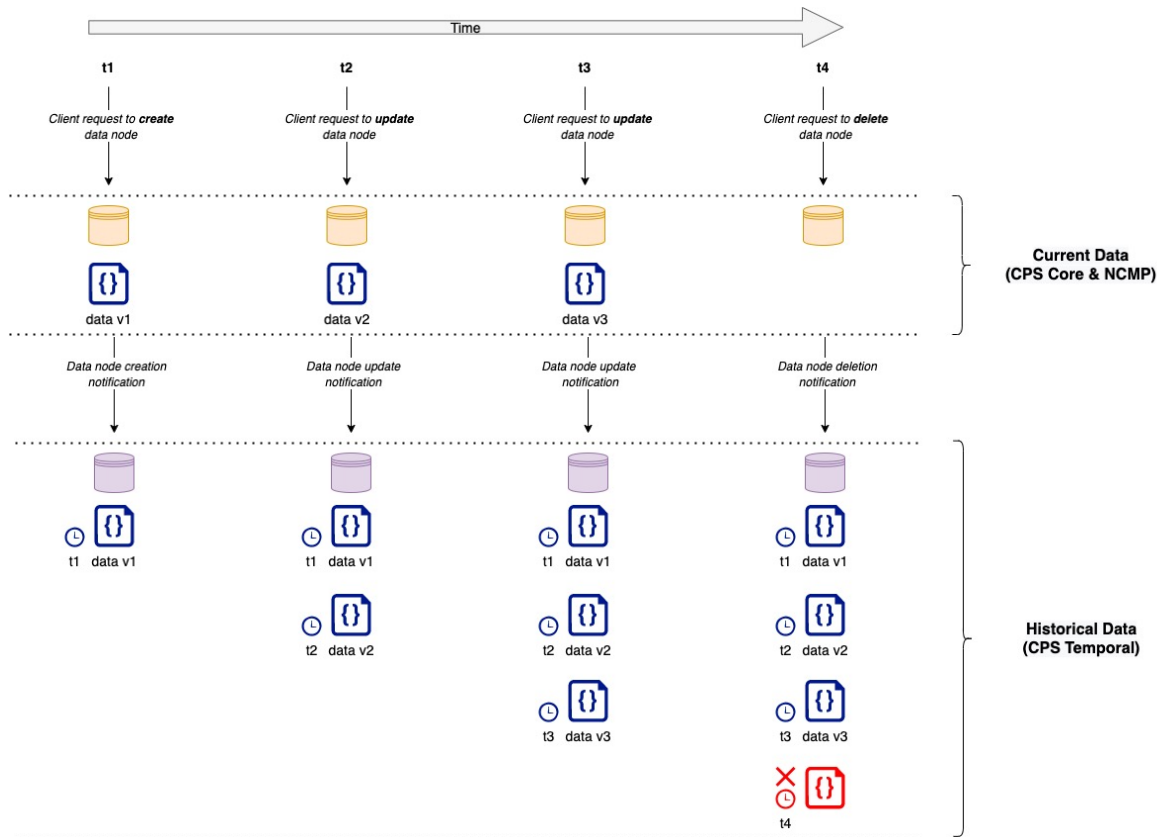 Time
t1 t2 t3 t4
Client request to create
data node
Client request to update
data node
Client request to update
data node
Client request to delete
data node
{} {} {}
data v1 data v2 data v3
Current Data
(CPS Core & NCMP)
Data node creation
notification
Data node update
notification
Data node update
notification
Data node deletion
notification
{} {} {} {}
t1 data v1 t1 data v1 t1 data v1 t1 data v1
{} {} {}
t2 data v2 t2 data v2 t2 data v2
Historical Data
(CPS Temporal)
{} {}
t3 data v3 t3 data v3
{}
t4